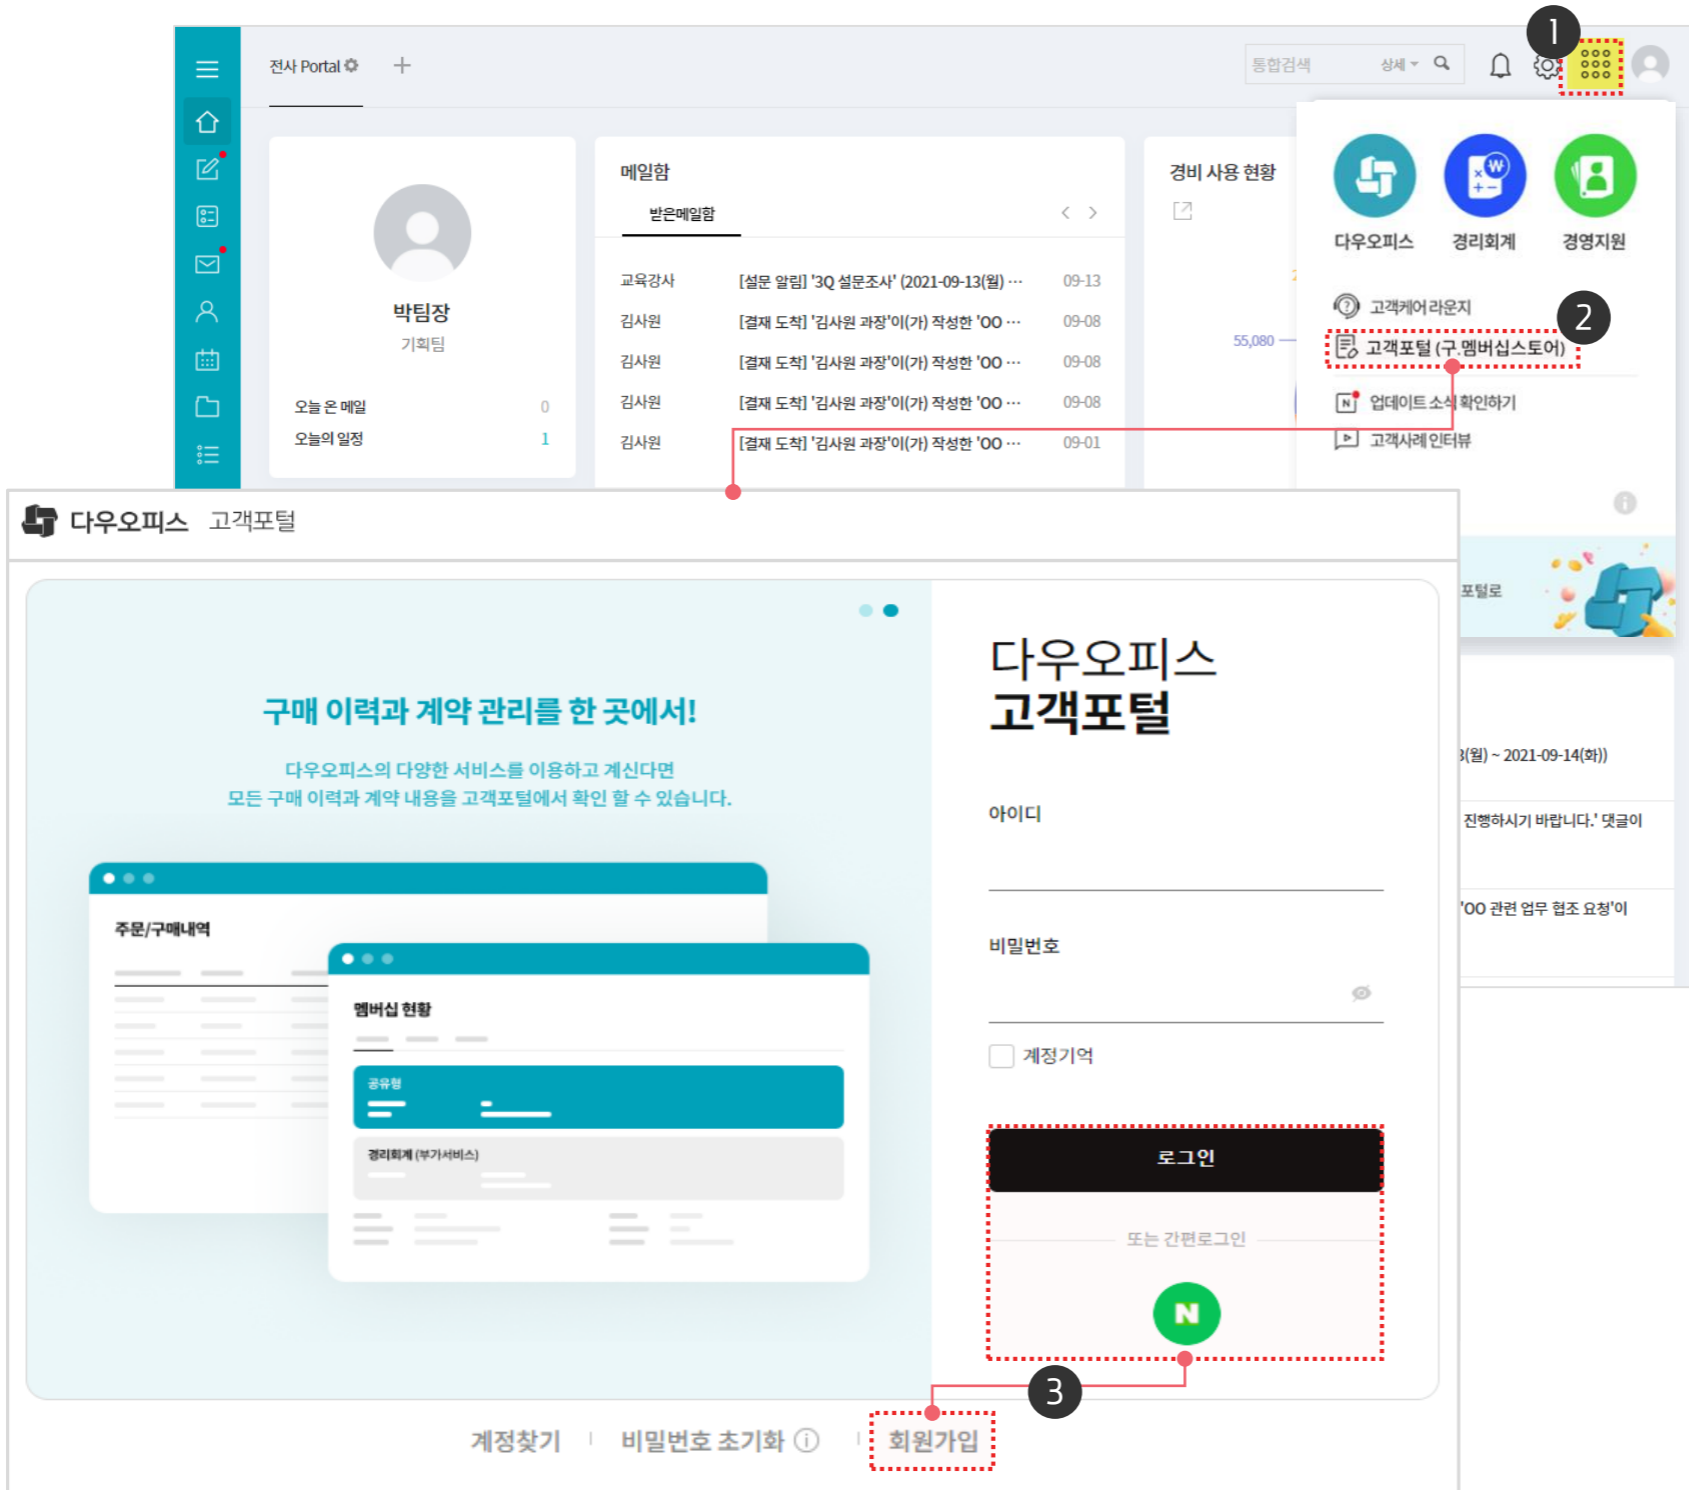 1
전사 Portal
통합검색 상세
박팀장
기획팀
오늘 온 메일 0
오늘의 일정 1
메일함
받은메일함
교육강사 [설문 알림] '3Q 설문조사' (2021-09-13(월) ··· 09-13
김사원 [결재 도착] '김사원 과장'이(가) 작성한 'OO ··· 09-08
김사원 [결재 도착] '김사원 과장'이(가) 작성한 'OO ··· 09-08
김사원 [결재 도착] '김사원 과장'이(가) 작성한 'OO ··· 09-08
김사원 [결재 도착] '김사원 과장'이(가) 작성한 'OO ··· 09-01
경비 사용 현황
55,080
다우오피스 경리회계 경영지원
고객케어 라운지
2
고객포털 (구.멤버십스토어)
N 업데이트 소식 확인하기
고객사례 인터뷰
포털로
3(월) ~ 2021-09-14(화))
진행하시기 바랍니다.' 댓글이
'OO 관련 업무 협조 요청'이
다우오피스 고객포털
구매 이력과 계약 관리를 한 곳에서!
다우오피스의 다양한 서비스를 이용하고 계신다면
모든 구매 이력과 계약 내용을 고객포털에서 확인 할 수 있습니다.
주문/구매내역
멤버십 현황
공유형
경리회계 (부가서비스)
다우오피스
고객포털
아이디
비밀번호
계정기억
로그인
또는 간편로그인
N
3
계정찾기 비밀번호 초기화 회원가입